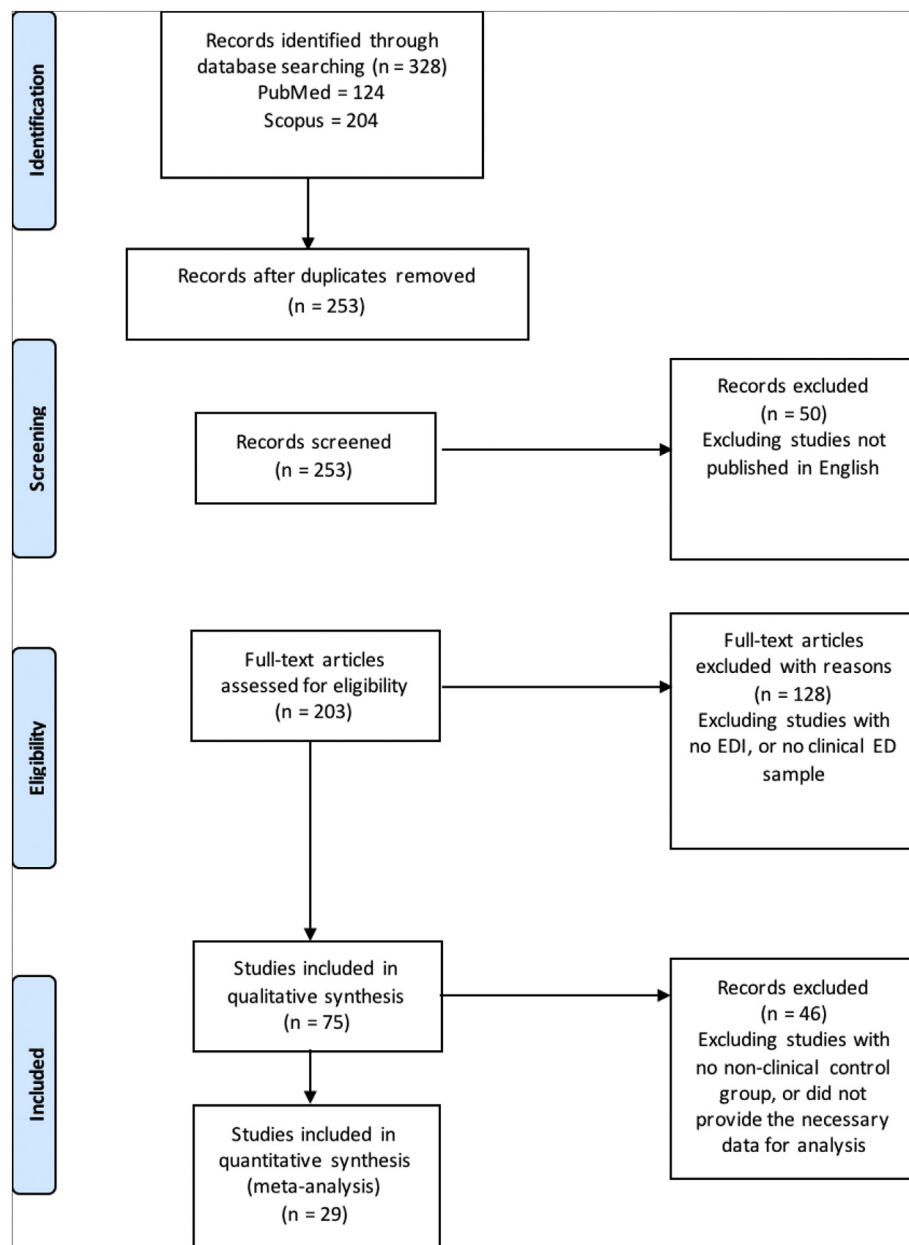 Identification
Records identified through
database searching (n = 328)
PubMed = 124
Scopus = 204
Records after duplicates removed
(n = 253)
Screening
Records screened
(n = 253)
Records excluded
(n = 50)
Excluding studies not
published in English
Eligibility
Full-text articles
assessed for eligibility
(n = 203)
Full-text articles
excluded with reasons
(n = 128)
Excluding studies with
no EDI, or no clinical ED
sample
Included
Studies included in
qualitative synthesis
(n = 75)
Records excluded
(n = 46)
Excluding studies with
no non-clinical control
group, or did not
provide the necessary
data for analysis
Studies included in
quantitative synthesis
(meta-analysis)
(n = 29)